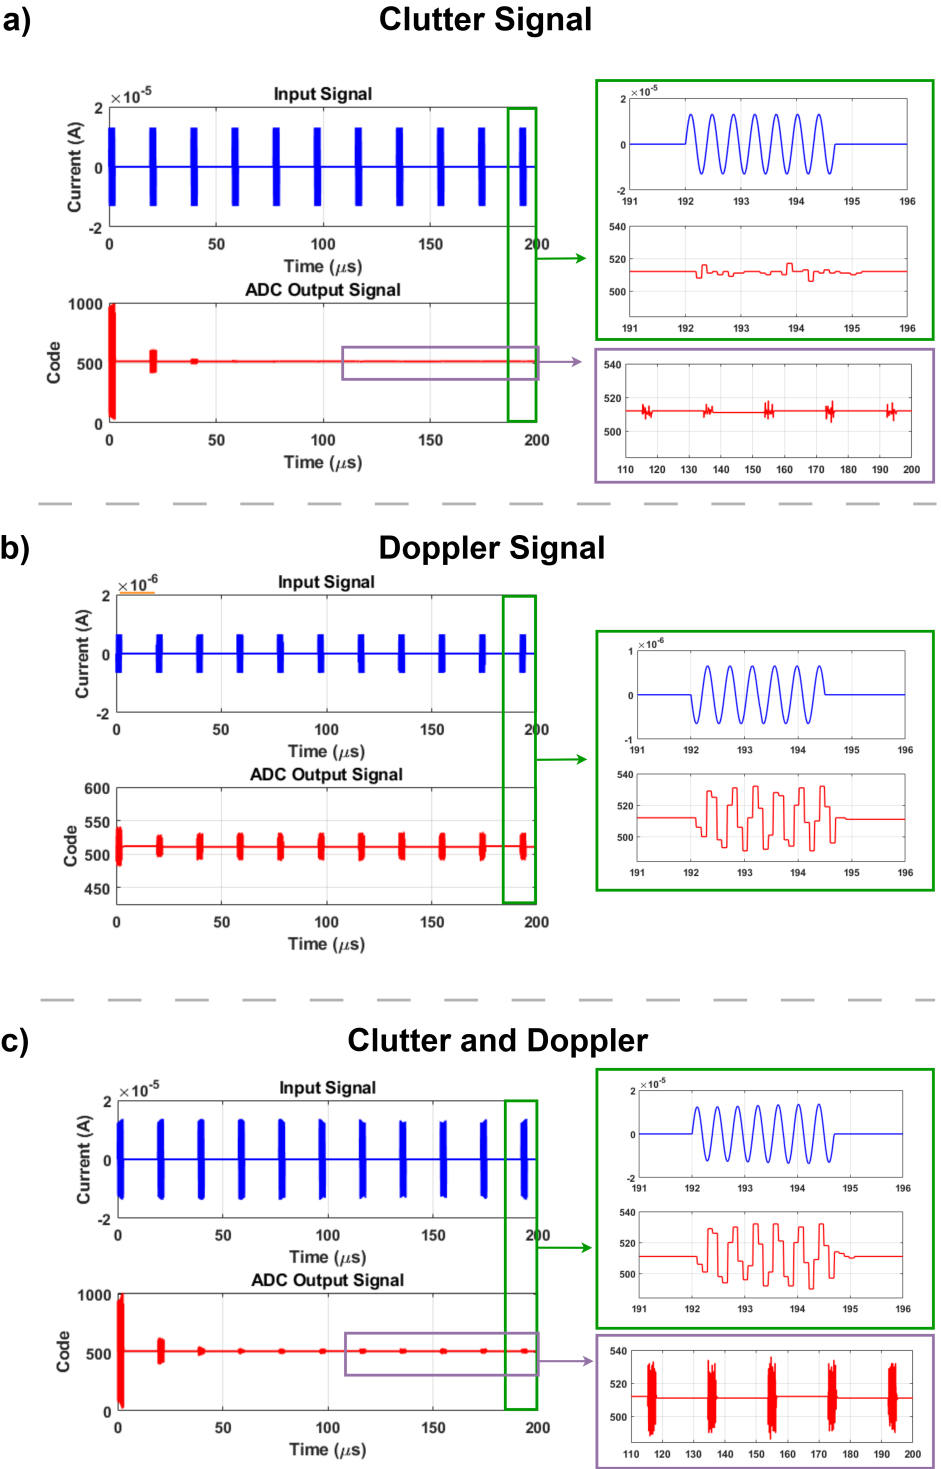 a)
Clutter Signal
×10⁻⁵
Input Signal
2
0
-2
Current (A)
0 50 100 150 200
Time (μs)
ADC Output Signal
1000
500
0
Code
0 50 100 150 200
Time (μs)
×10⁻⁵
2
0
-2
191 192 193 194 195 196
540
520
500
191 192 193 194 195 196
540
520
500
110 120 130 140 150 160 170 180 190 200
b)
Doppler Signal
×10⁻⁶
Input Signal
2
0
-2
Current (A)
0 50 100 150 200
Time (μs)
ADC Output Signal
600
550
500
450
Code
0 50 100 150 200
Time (μs)
×10⁻⁶
1
0
-1
191 192 193 194 195 196
540
520
500
191 192 193 194 195 196
c)
Clutter and Doppler
×10⁻⁵
Input Signal
2
0
-2
Current (A)
0 50 100 150 200
Time (μs)
ADC Output Signal
1000
500
0
Code
0 50 100 150 200
Time (μs)
×10⁻⁵
2
0
-2
191 192 193 194 195 196
540
520
500
191 192 193 194 195 196
540
520
500
110 120 130 140 150 160 170 180 190 200